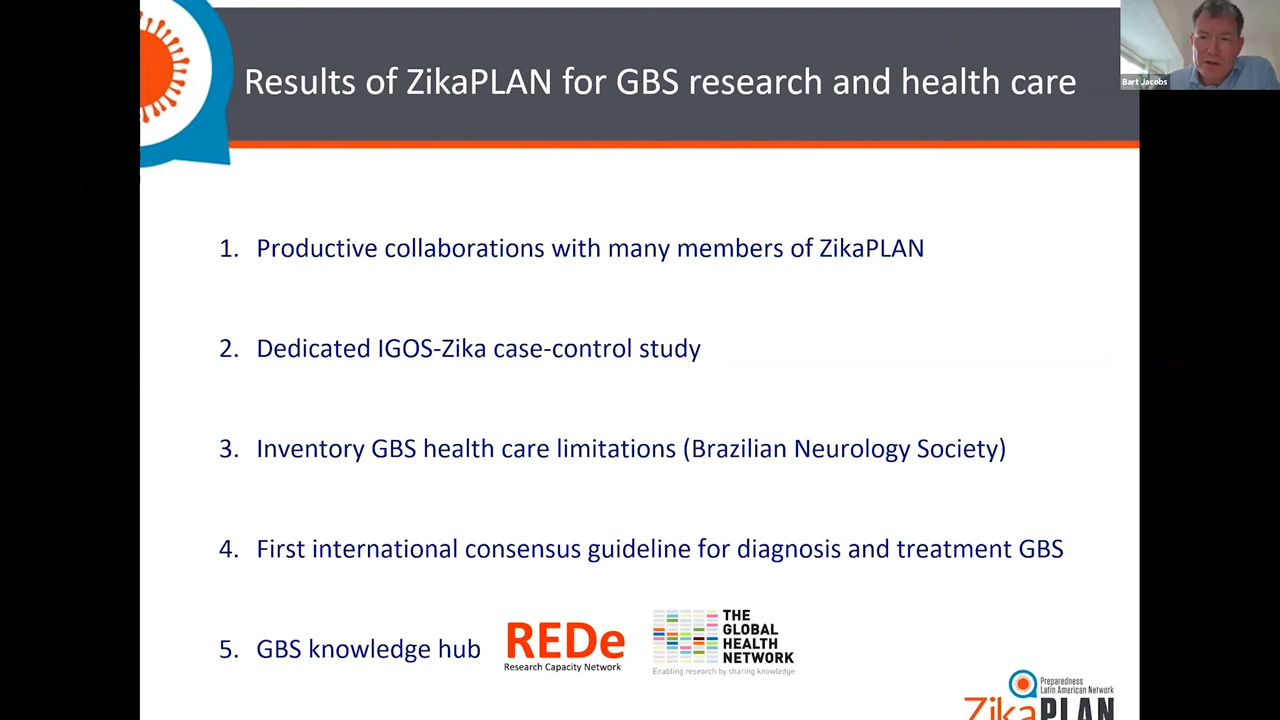 Results of ZikaPLAN for GBS research and health care
Bart Jacobs
1. Productive collaborations with many members of ZikaPLAN
2. Dedicated IGOS-Zika case-control study
3. Inventory GBS health care limitations (Brazilian Neurology Society)
4. First international consensus guideline for diagnosis and treatment GBS
5. GBS knowledge hub
REDe
Research Capacity Network
THE
GLOBAL
HEALTH
NETWORK
Enabling research by sharing knowledge
Preparedness
Latin American Network
ZikaPLAN